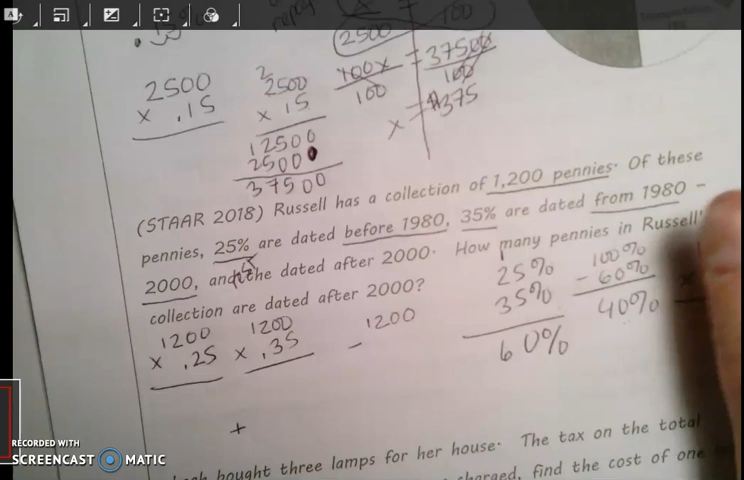 2500
x .15
2
2500
x 15
12500
25000
37500
2500
100x = 37500
100 100
x = $375
100
(STAAR 2018) Russell has a collection of 1,200 pennies. Of these
pennies, 25% are dated before 1980, 35% are dated from 1980 -
2000, and the dated after 2000. How many pennies in Russell'
collection are dated after 2000?
1200
x .25
1200
x .35
- 1200
+
25%
35%
60%
100%
- 60%
40%
x
bought three lamps for her house. The tax on the total
charged, find the cost of one
RECORDED WITH
SCREENCAST MATIC